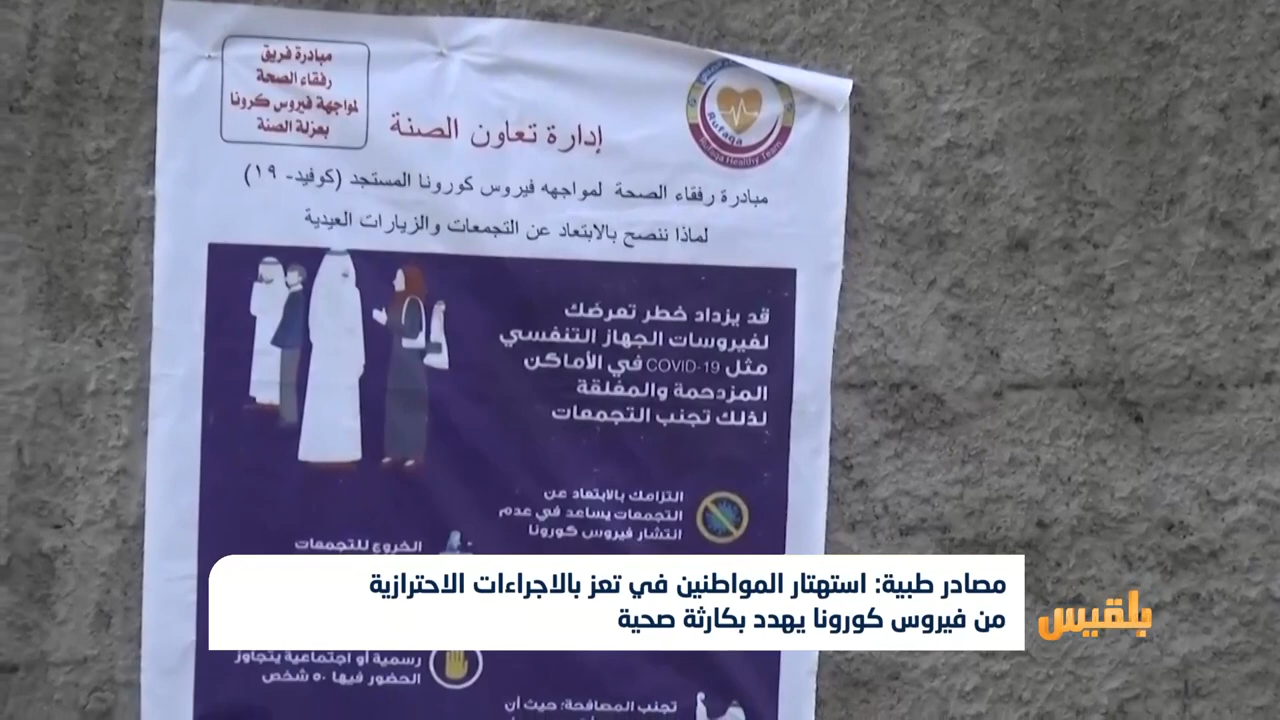 مبادرة فريق
رفقاء الصحة
لمواجهة فيروس كرونا
بعزلة الصنة
إدارة تعاون الصنة
Rufaqa
Rufaqa Healthy Team
مبادرة رفقاء الصحة لمواجهه فيروس كورونا المستجد (كوفيد- ١٩)
لماذا ننصح بالابتعاد عن التجمعات والزيارات العيدية
قد يزداد خطر تعرضك
لفيروسات الجهاز التنفسي
مثل COVID-19 في الأماكن
المزدحمة والمغلقة
لذلك تجنب التجمعات
التزامك بالابتعاد عن
التجمعات يساعد في عدم
انتشار فيروس كورونا
الخروج للتجمعات
مصادر طبية: استهتار المواطنين في تعز بالاجراءات الاحترازية
من فيروس كورونا يهدد بكارثة صحية
بلقيس
رسمية أو اجتماعية يتجاوز
الحضور فيها ٥٠ شخص
تجنب المصافحة: حيث أن